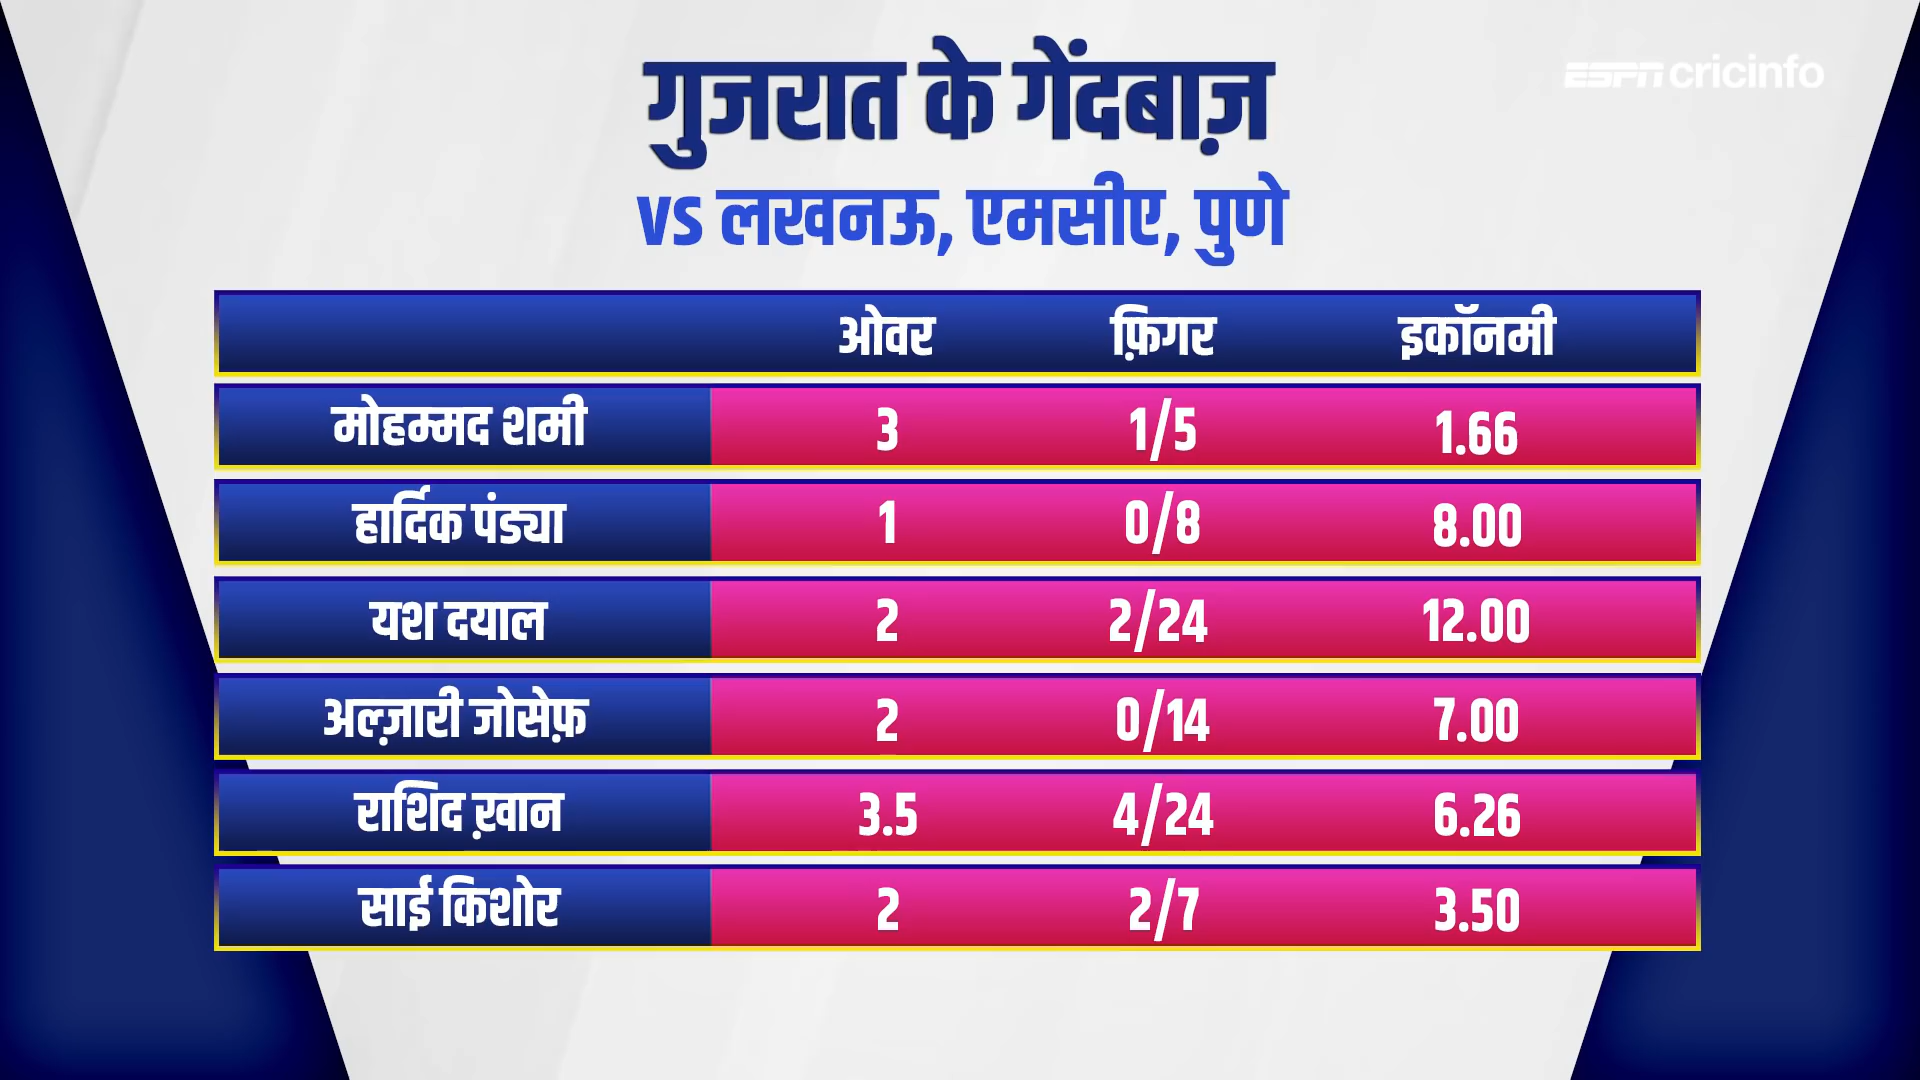 गुजरात के गेंदबाज़
ESPN cricinfo
vs लखनऊ, एमसीए, पुणे
ओवर फ़िगर इकॉनमी
मोहम्मद शमी 3 1/5 1.66
हार्दिक पंड्या 1 0/8 8.00
यश दयाल 2 2/24 12.00
अल्ज़ारी जोसेफ़ 2 0/14 7.00
राशिद ख़ान 3.5 4/24 6.26
साई किशोर 2 2/7 3.50